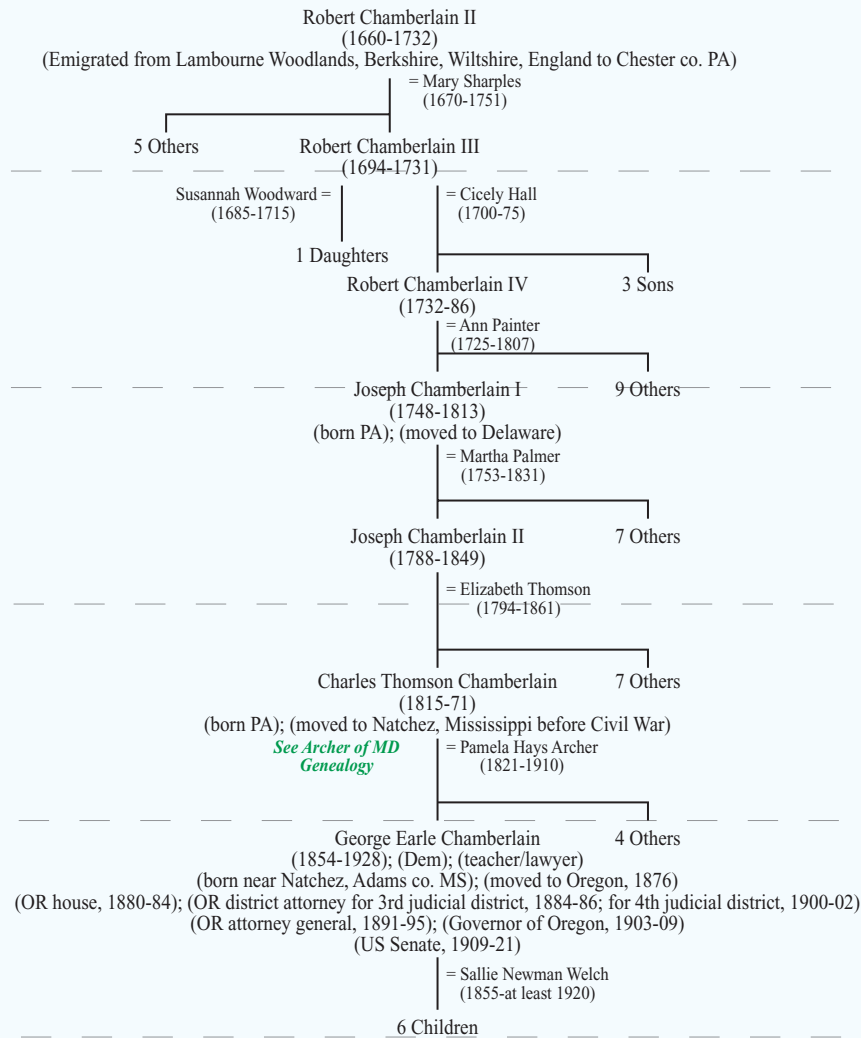 Robert Chamberlain II
(1660-1732)
(Emigrated from Lambourne Woodlands, Berkshire, Wiltshire, England to Chester co. PA)
= Mary Sharples
(1670-1751)
5 Others
Robert Chamberlain III
(1694-1731)
Susannah Woodward =
(1685-1715)
= Cicely Hall
(1700-75)
1 Daughters
Robert Chamberlain IV
(1732-86)
3 Sons
= Ann Painter
(1725-1807)
Joseph Chamberlain I
(1748-1813)
(born PA); (moved to Delaware)
9 Others
= Martha Palmer
(1753-1831)
Joseph Chamberlain II
(1788-1849)
7 Others
= Elizabeth Thomson
(1794-1861)
Charles Thomson Chamberlain
(1815-71)
(born PA); (moved to Natchez, Mississippi before Civil War)
7 Others
See Archer of MD
Genealogy
= Pamela Hays Archer
(1821-1910)
George Earle Chamberlain
4 Others
(1854-1928); (Dem); (teacher/lawyer)
(born near Natchez, Adams co. MS); (moved to Oregon, 1876)
(OR house, 1880-84); (OR district attorney for 3rd judicial district, 1884-86; for 4th judicial district, 1900-02)
(OR attorney general, 1891-95); (Governor of Oregon, 1903-09)
(US Senate, 1909-21)
= Sallie Newman Welch
(1855-at least 1920)
6 Children